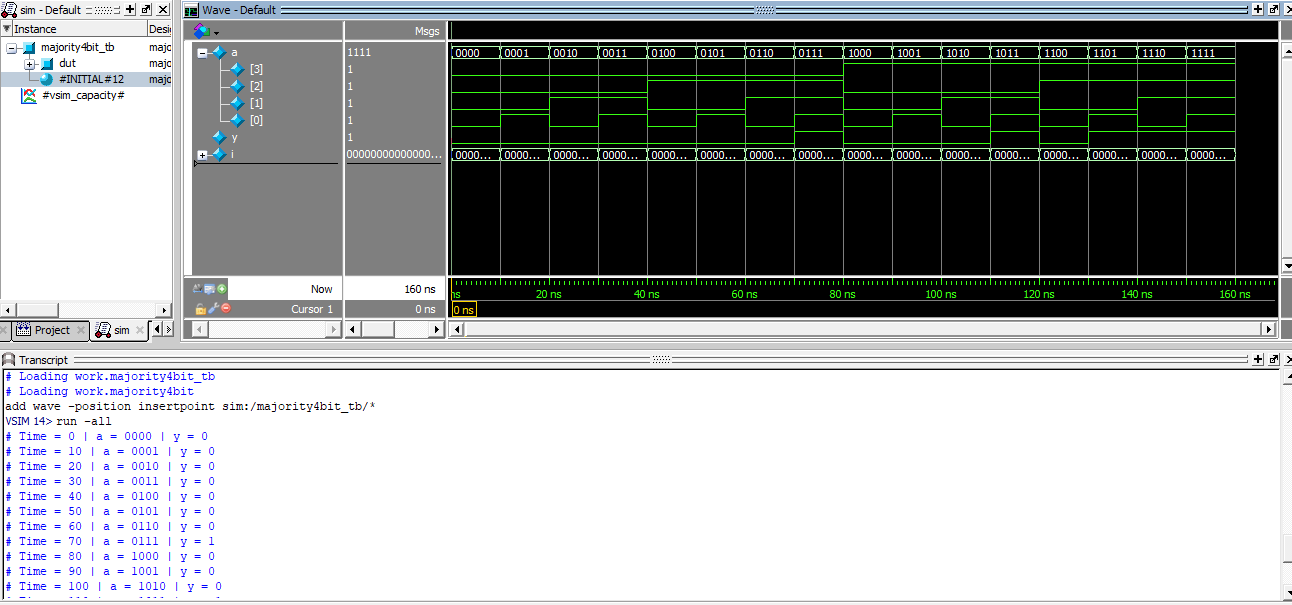 sim - Default
Wave - Default
Instance
Desi
Msgs
majority4bit_tb
majo
dut
majo
#INITIAL#12
majo
#vsim_capacity#
a
1111
0000 0001 0010 0011 0100 0101 0110 0111 1000 1001 1010 1011 1100 1101 1110 1111
[3]
1
[2]
1
[1]
1
[0]
1
y
1
i
00000000000000...
0000... 0000... 0000... 0000... 0000... 0000... 0000... 0000... 0000... 0000... 0000... 0000... 0000... 0000... 0000... 0000...
Now
160 ns
ns 20 ns 40 ns 60 ns 80 ns 100 ns 120 ns 140 ns 160 ns
Cursor 1
0 ns
0 ns
Project
sim
Transcript
# Loading work.majority4bit_tb
# Loading work.majority4bit
add wave -position insertpoint sim:/majority4bit_tb/*
VSIM 14> run -all
# Time = 0 | a = 0000 | y = 0
# Time = 10 | a = 0001 | y = 0
# Time = 20 | a = 0010 | y = 0
# Time = 30 | a = 0011 | y = 0
# Time = 40 | a = 0100 | y = 0
# Time = 50 | a = 0101 | y = 0
# Time = 60 | a = 0110 | y = 0
# Time = 70 | a = 0111 | y = 1
# Time = 80 | a = 1000 | y = 0
# Time = 90 | a = 1001 | y = 0
# Time = 100 | a = 1010 | y = 0